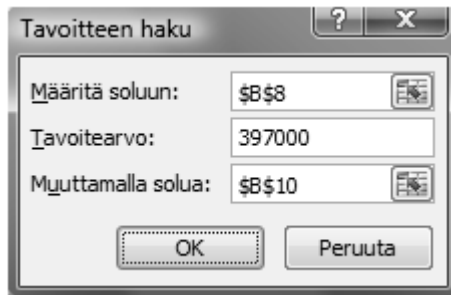 Tavoitteen haku
Määritä soluun: $B$8
Tavoitearvo: 397000
Muuttamalla solua: $B$10
OK Peruuta